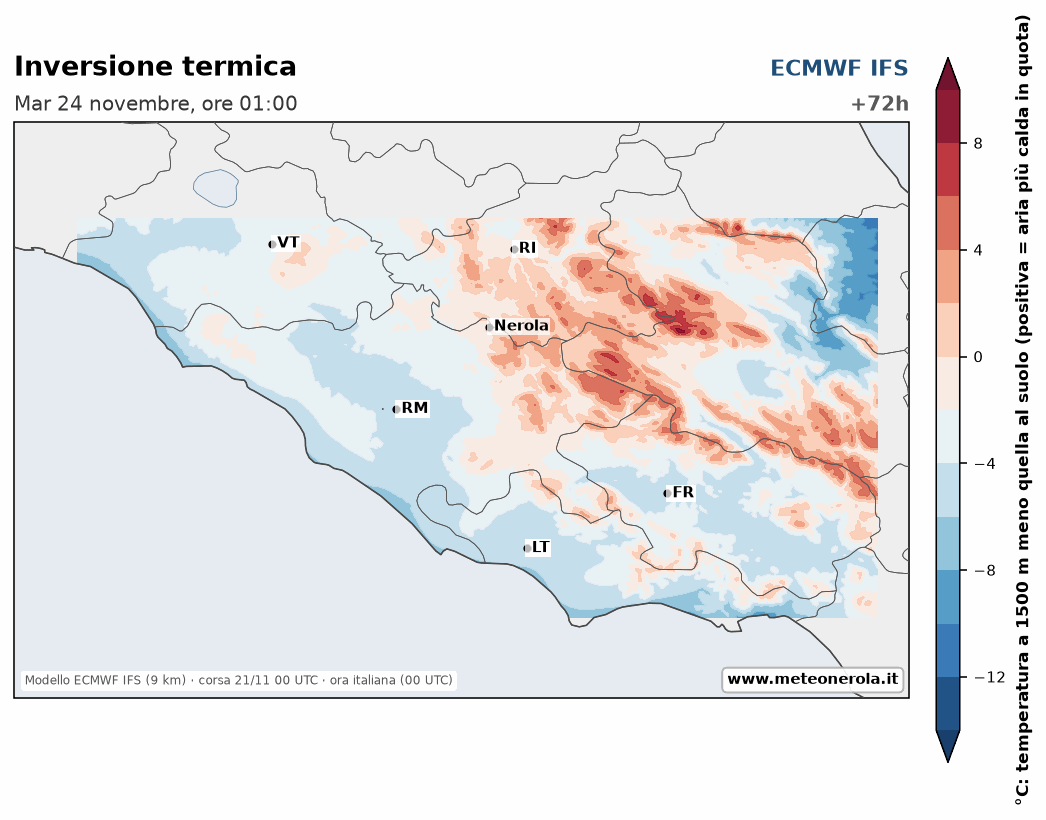 Inversione termica
ECMWF IFS
Mar 24 novembre, ore 01:00
+72h
VT
RI
Nerola
RM
FR
LT
Modello ECMWF IFS (9 km) · corsa 21/11 00 UTC · ora italiana (00 UTC)
www.meteonerola.it
8
4
0
−4
−8
−12
°C: temperatura a 1500 m meno quella al suolo (positiva = aria più calda in quota)